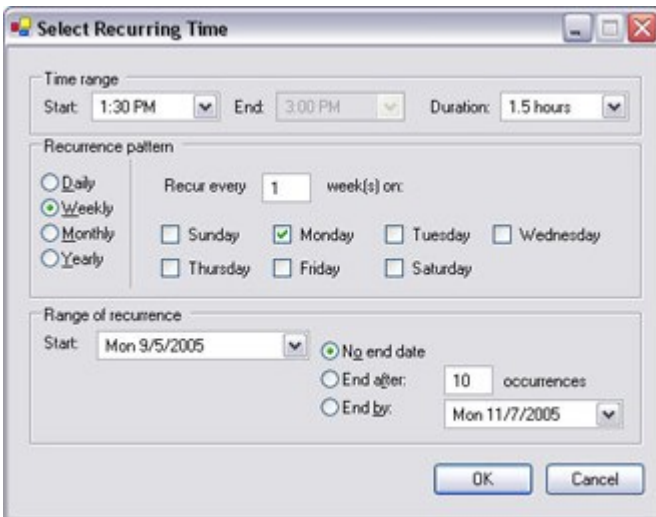 Select Recurring Time
Time range
Start: 1:30 PM End: 3:00 PM Duration: 1.5 hours
Recurrence pattern
Daily Recur every 1 week(s) on:
Weekly
Monthly Sunday Monday Tuesday Wednesday
Yearly Thursday Friday Saturday
Range of recurrence
Start: Mon 9/5/2005 No end date
End after: 10 occurrences
End by: Mon 11/7/2005
OK Cancel